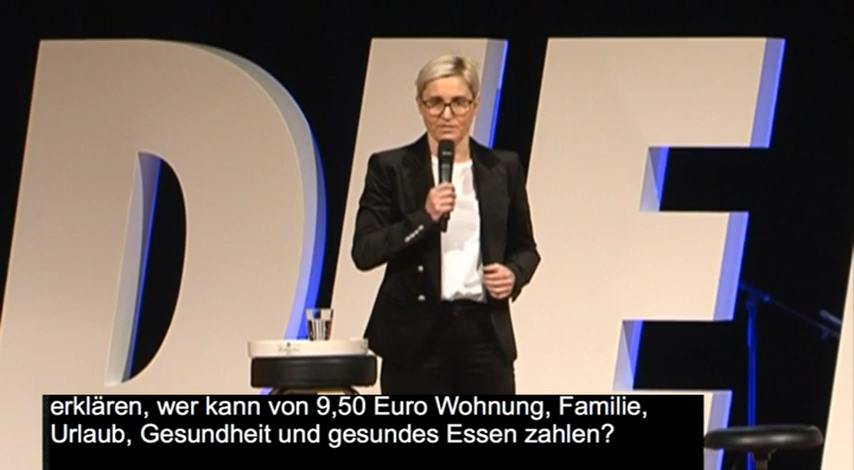 DIE
erklären, wer kann von 9,50 Euro Wohnung, Familie,
Urlaub, Gesundheit und gesundes Essen zahlen?